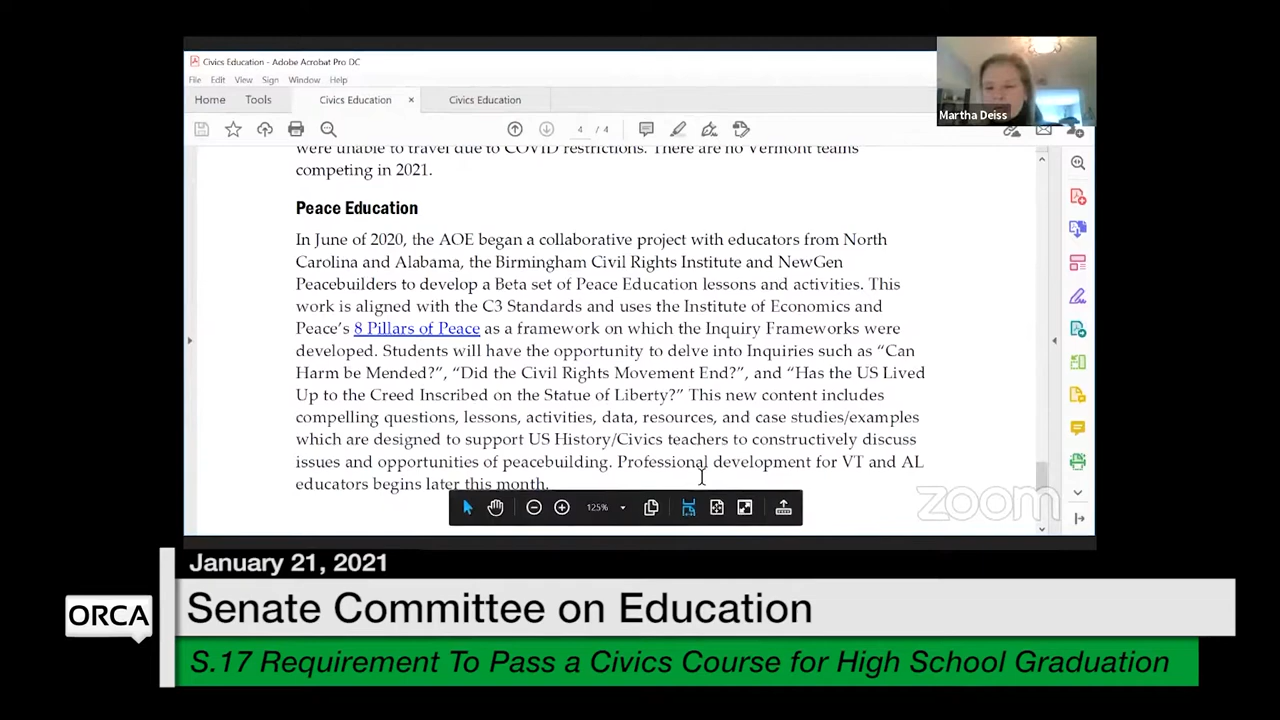 Civics Education - Adobe Acrobat Pro DC
File Edit View Sign Window Help
Home Tools Civics Education × Civics Education
4 / 4
Martha Deiss
were unable to travel due to COVID restrictions. There are no Vermont teams
competing in 2021.
Peace Education
In June of 2020, the AOE began a collaborative project with educators from North
Carolina and Alabama, the Birmingham Civil Rights Institute and NewGen
Peacebuilders to develop a Beta set of Peace Education lessons and activities. This
work is aligned with the C3 Standards and uses the Institute of Economics and
Peace’s 8 Pillars of Peace as a framework on which the Inquiry Frameworks were
developed. Students will have the opportunity to delve into Inquiries such as “Can
Harm be Mended?”, “Did the Civil Rights Movement End?”, and “Has the US Lived
Up to the Creed Inscribed on the Statue of Liberty?” This new content includes
compelling questions, lessons, activities, data, resources, and case studies/examples
which are designed to support US History/Civics teachers to constructively discuss
issues and opportunities of peacebuilding. Professional development for VT and AL
educators begins later this month.
125%
zoom
January 21, 2021
ORCA
Senate Committee on Education
S.17 Requirement To Pass a Civics Course for High School Graduation